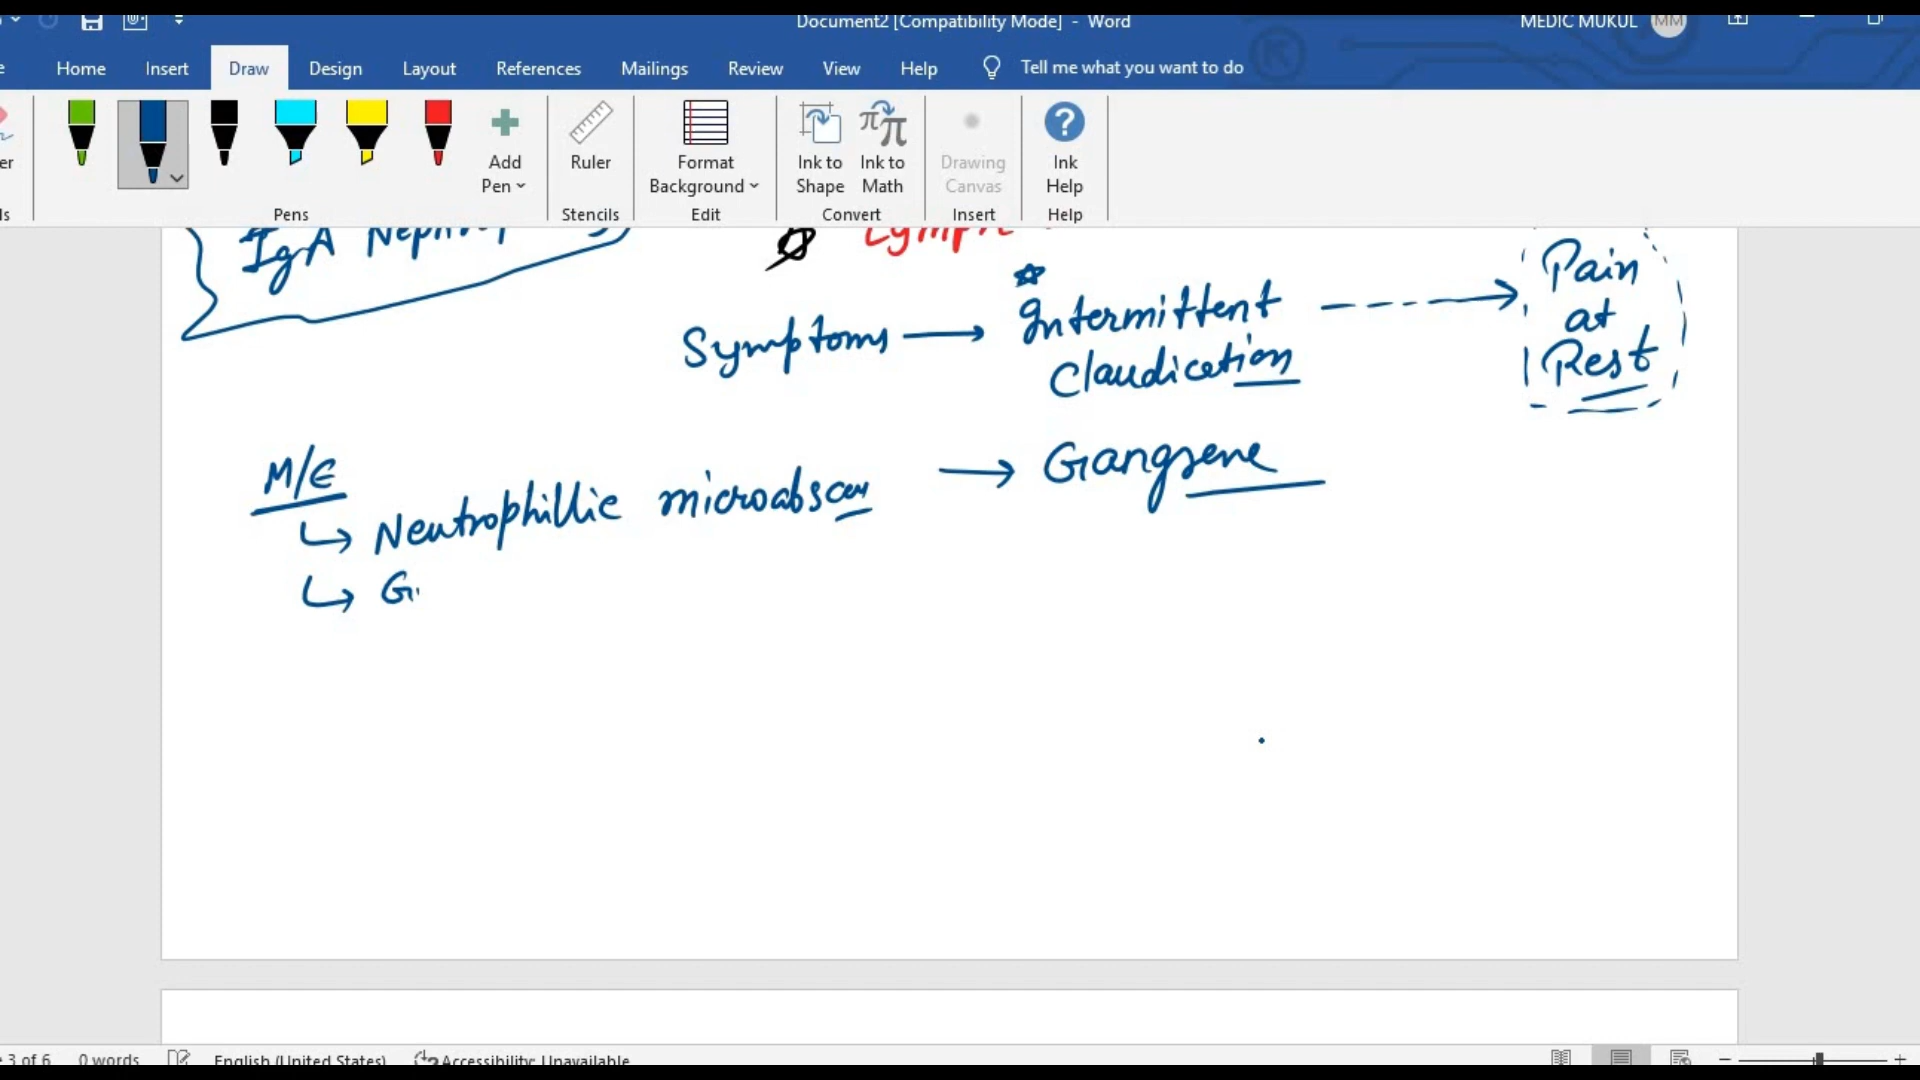 Document2 [Compatibility Mode] - Word
MEDIC MUKUL
MM
Home Insert Draw Design Layout References Mailings Review View Help Tell me what you want to do
Add Pen
Ruler
Format Background
Ink to Shape
Ink to Math
Drawing Canvas
Ink Help
Pens Stencils Edit Convert Insert Help
IgA
Symptoms → Intermittent Claudication
Pain
at
Rest
M/E
→ Gangrene
Neutrophillic
G
3 of 6 0 words English (United States) Accessibility: Unavailable